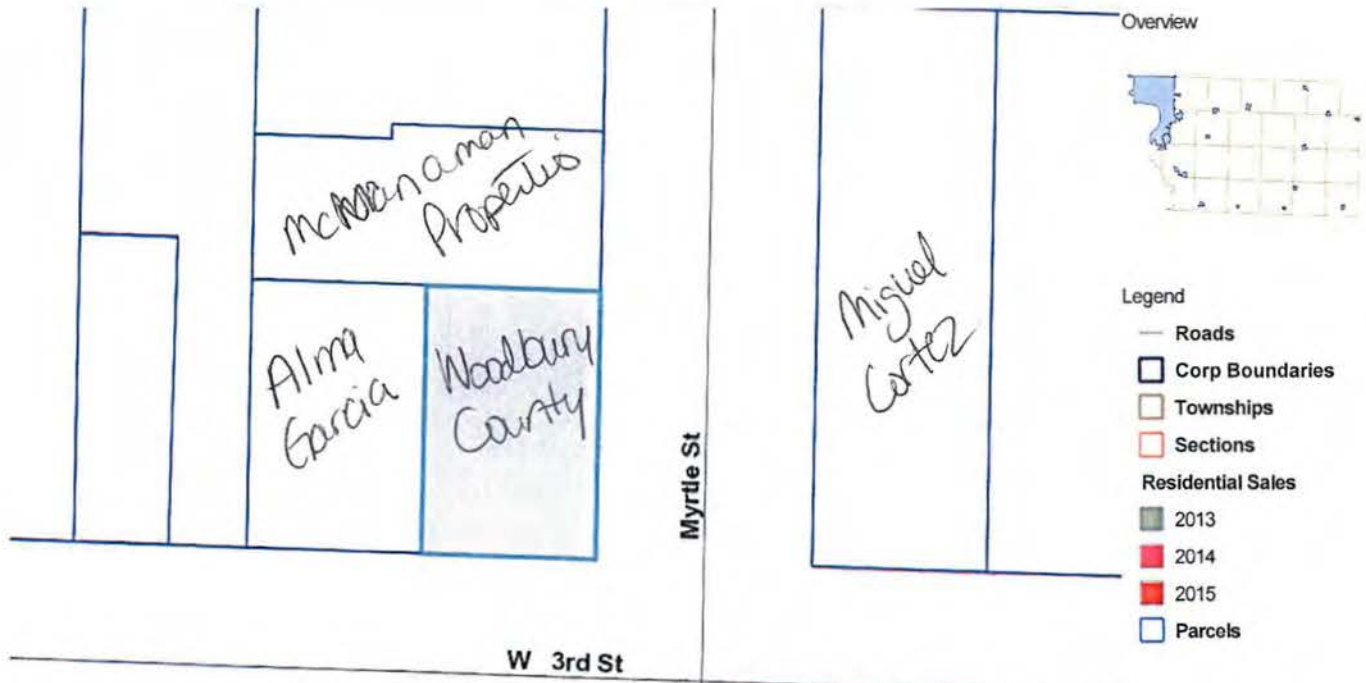 McManaman
Properties
Alma
Garcia
Woodbury
County
Miguel
Cortez
Myrtle St
W 3rd St
Overview
Legend
Roads
Corp Boundaries
Townships
Sections
Residential Sales
2013
2014
2015
Parcels